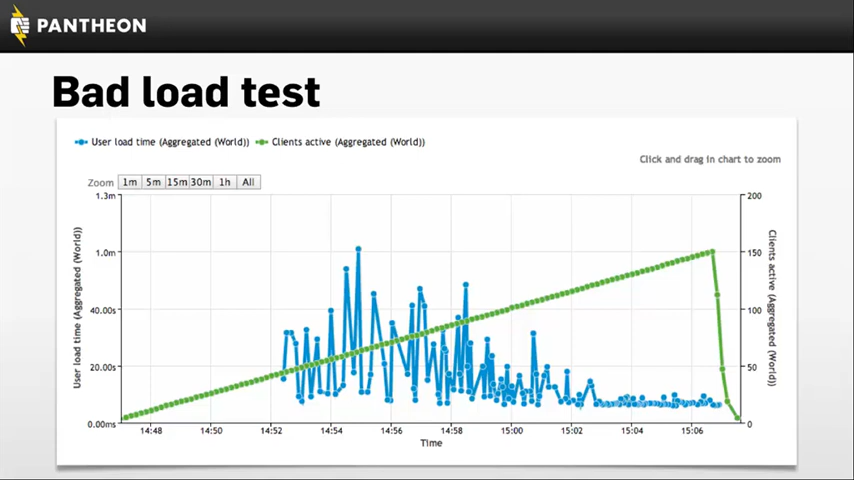 PANTHEON
Bad load test
User load time (Aggregated (World)) Clients active (Aggregated (World))
Click and drag in chart to zoom
Zoom 1m 5m 15m 30m 1h All
1.3m 200
1.0m 150
40.00s 100
20.00s 50
0.00ms 0
User load time (Aggregated (World))
Clients active (Aggregated (World))
14:48 14:50 14:52 14:54 14:56 14:58 15:00 15:02 15:04 15:06
Time